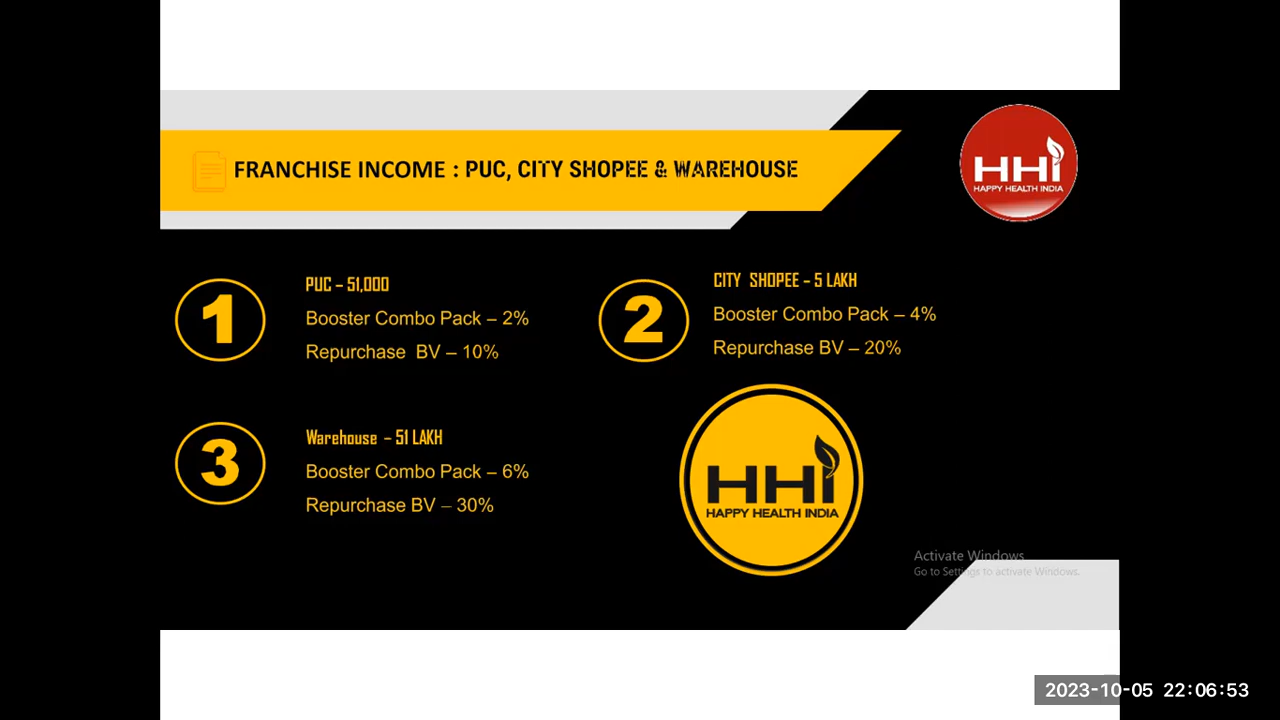 FRANCHISE INCOME : PUC, CITY SHOPEE & WAREHOUSE
HHI
HAPPY HEALTH INDIA
1
PUC – 51,000
Booster Combo Pack – 2%
Repurchase BV – 10%
2
CITY SHOPEE – 5 LAKH
Booster Combo Pack – 4%
Repurchase BV – 20%
3
Warehouse – 51 LAKH
Booster Combo Pack – 6%
Repurchase BV – 30%
HHI
HAPPY HEALTH INDIA
Activate Windows
Go to Settings to activate Windows.
2023-10-05 22:06:53